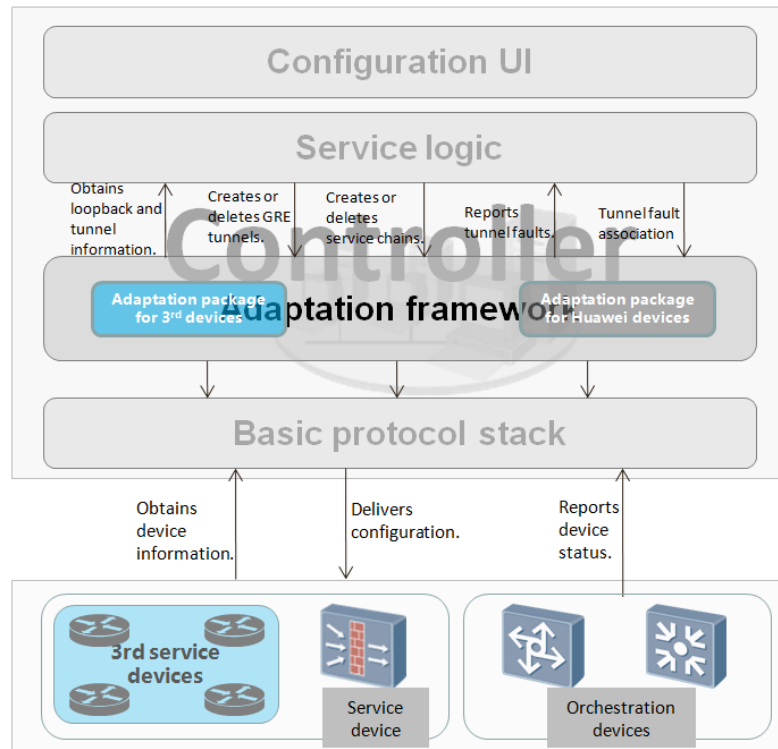 Configuration UI
Service logic
Obtains
loopback and
tunnel
information.
Creates or
deletes GRE
tunnels.
Creates or
deletes
service chains.
Reports
tunnel faults.
Tunnel fault
association
Controller
Adaptation package
for 3rd devices
Adaptation framework
Adaptation package
for Huawei devices
Basic protocol stack
Obtains
device
information.
Delivers
configuration.
Reports
device
status.
3rd service
devices
Service
device
Orchestration
devices